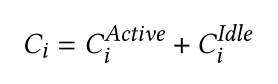 $C_i = C_i^{Active} + C_i^{Idle}$